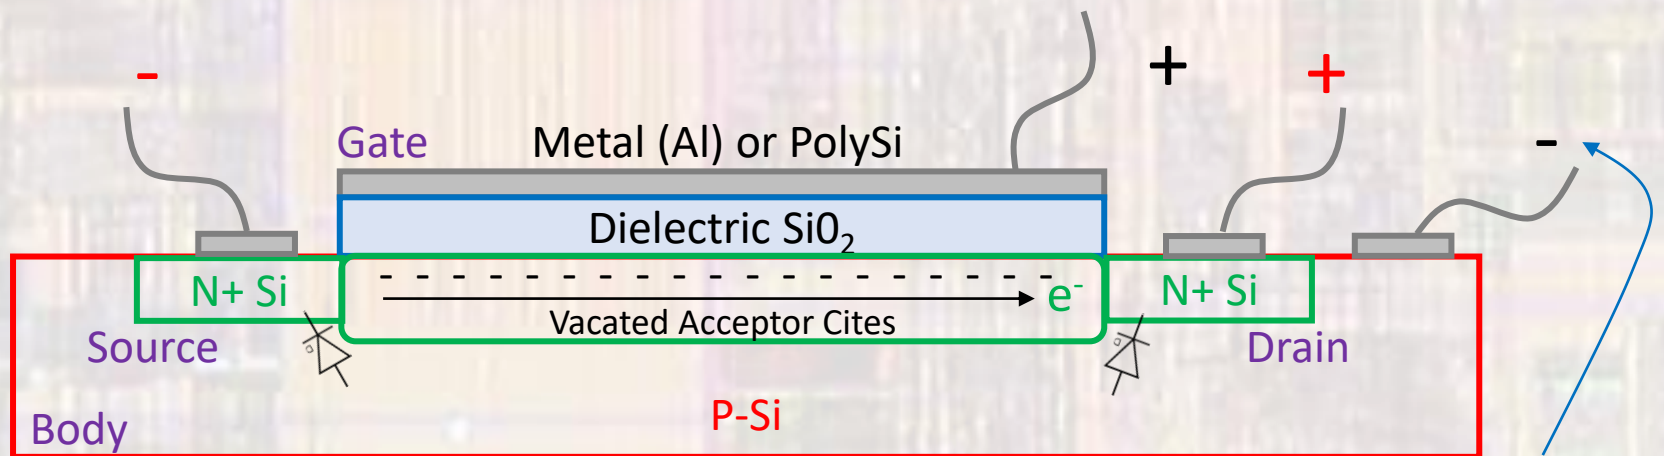 -
+
+
-
Gate
Metal (Al) or PolySi
Dielectric Si0₂
- - - - - - - - - - - - - - - - - - -
N+ Si
e⁻
N+ Si
Vacated Acceptor Cites
Source
Drain
P-Si
Body